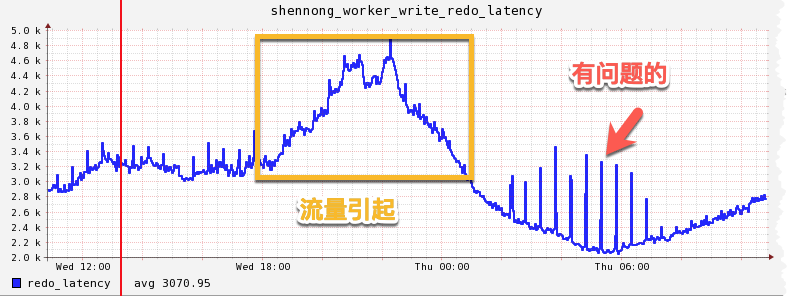 shennong_worker_write_redo_latency
5.0 k
4.8 k
4.6 k
4.4 k
4.2 k
4.0 k
3.8 k
3.6 k
3.4 k
3.2 k
3.0 k
2.8 k
2.6 k
2.4 k
2.2 k
2.0 k
有问题的
流量引起
Wed 12:00 Wed 18:00 Thu 00:00 Thu 06:00
redo_latency avg 3070.95